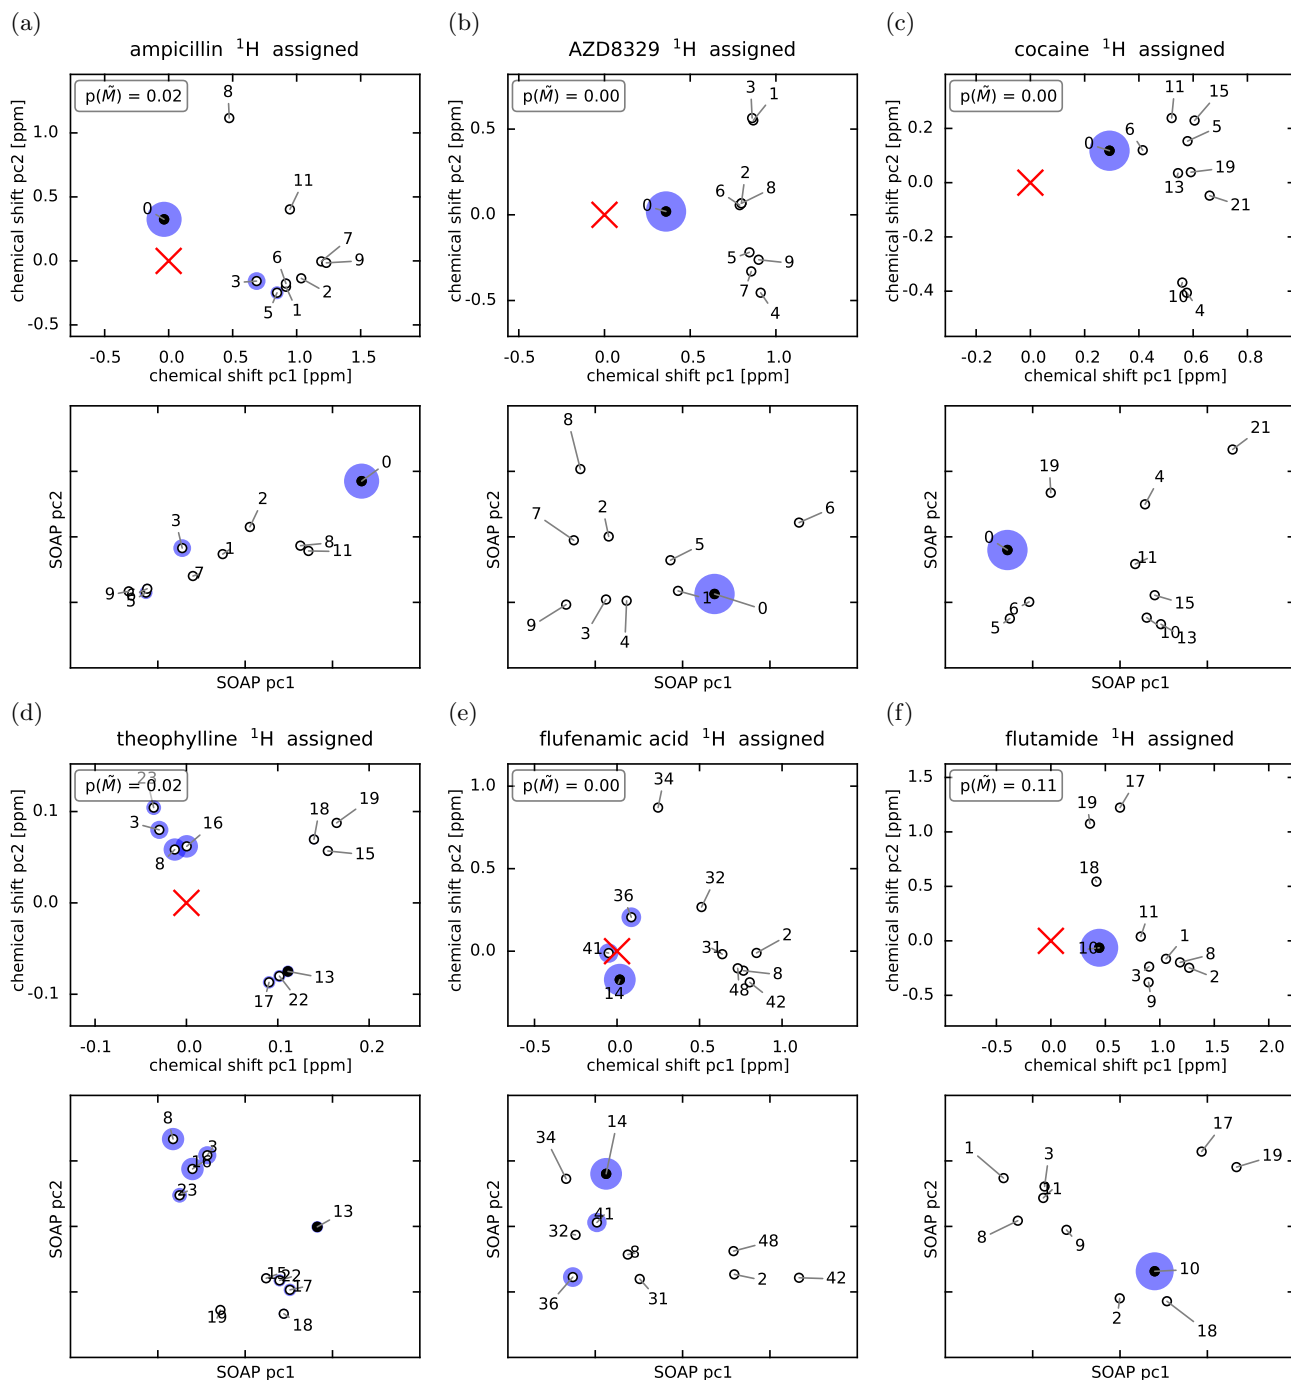 (a)
ampicillin ¹H assigned
p(M̃) = 0.02
chemical shift pc2 [ppm]
1.0
0.5
0.0
-0.5
8
11
0
7
9
6
3
2
5
1
-0.5 0.0 0.5 1.0 1.5
chemical shift pc1 [ppm]
SOAP pc2
0
2
3
1
8
11
7
9
5
SOAP pc1
(b)
AZD8329 ¹H assigned
p(M̃) = 0.00
chemical shift pc2 [ppm]
0.5
0.0
-0.5
3 1
2
6 8
0
5
9
7
4
-0.5 0.0 0.5 1.0
chemical shift pc1 [ppm]
SOAP pc2
8
7 2
6
5
1
0
9 3 4
SOAP pc1
(c)
cocaine ¹H assigned
p(M̃) = 0.00
chemical shift pc2 [ppm]
0.2
0.0
-0.2
-0.4
11 15
6 5
0
19
13
21
10
4
0.0 0.2 0.4 0.6 0.8
chemical shift pc1 [ppm]
SOAP pc2
21
19
4
0
11
6
15
5
10
13
SOAP pc1
(d)
theophylline ¹H assigned
p(M̃) = 0.02
chemical shift pc2 [ppm]
0.1
0.0
-0.1
23
3 16
8
18 19
15
13
17 22
-0.1 0.0 0.1 0.2
chemical shift pc1 [ppm]
SOAP pc2
8
3
16
23
13
15
22
17
19
18
SOAP pc1
(e)
flufenamic acid ¹H assigned
p(M̃) = 0.00
chemical shift pc2 [ppm]
1.0
0.5
0.0
34
32
36
41
31 2
8
14 48
42
-0.5 0.0 0.5 1.0
chemical shift pc1 [ppm]
SOAP pc2
14
34
41
32
48
8
2 42
36
31
SOAP pc1
(f)
flutamide ¹H assigned
p(M̃) = 0.11
chemical shift pc2 [ppm]
1.5
1.0
0.5
0.0
-0.5
17
19
18
11
1
10
8
3 2
9
-0.5 0.0 0.5 1.0 1.5 2.0
chemical shift pc1 [ppm]
SOAP pc2
17
1 3
19
11
8 9
10
2
18
SOAP pc1